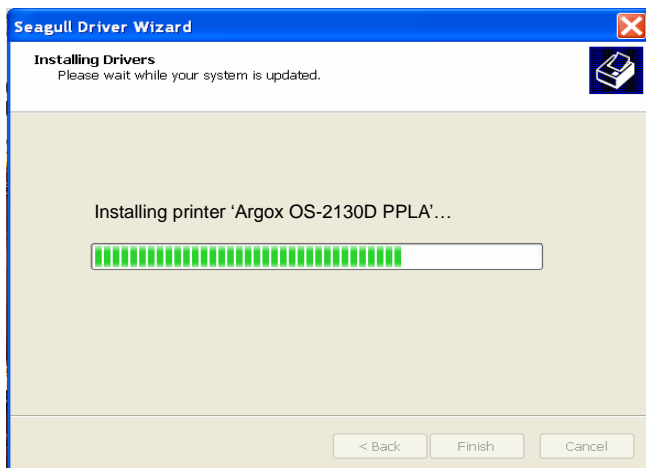 Seagull Driver Wizard
Installing Drivers
Please wait while your system is updated.
Installing printer ‘Argox OS-2130D PPLA’…
< Back Finish Cancel